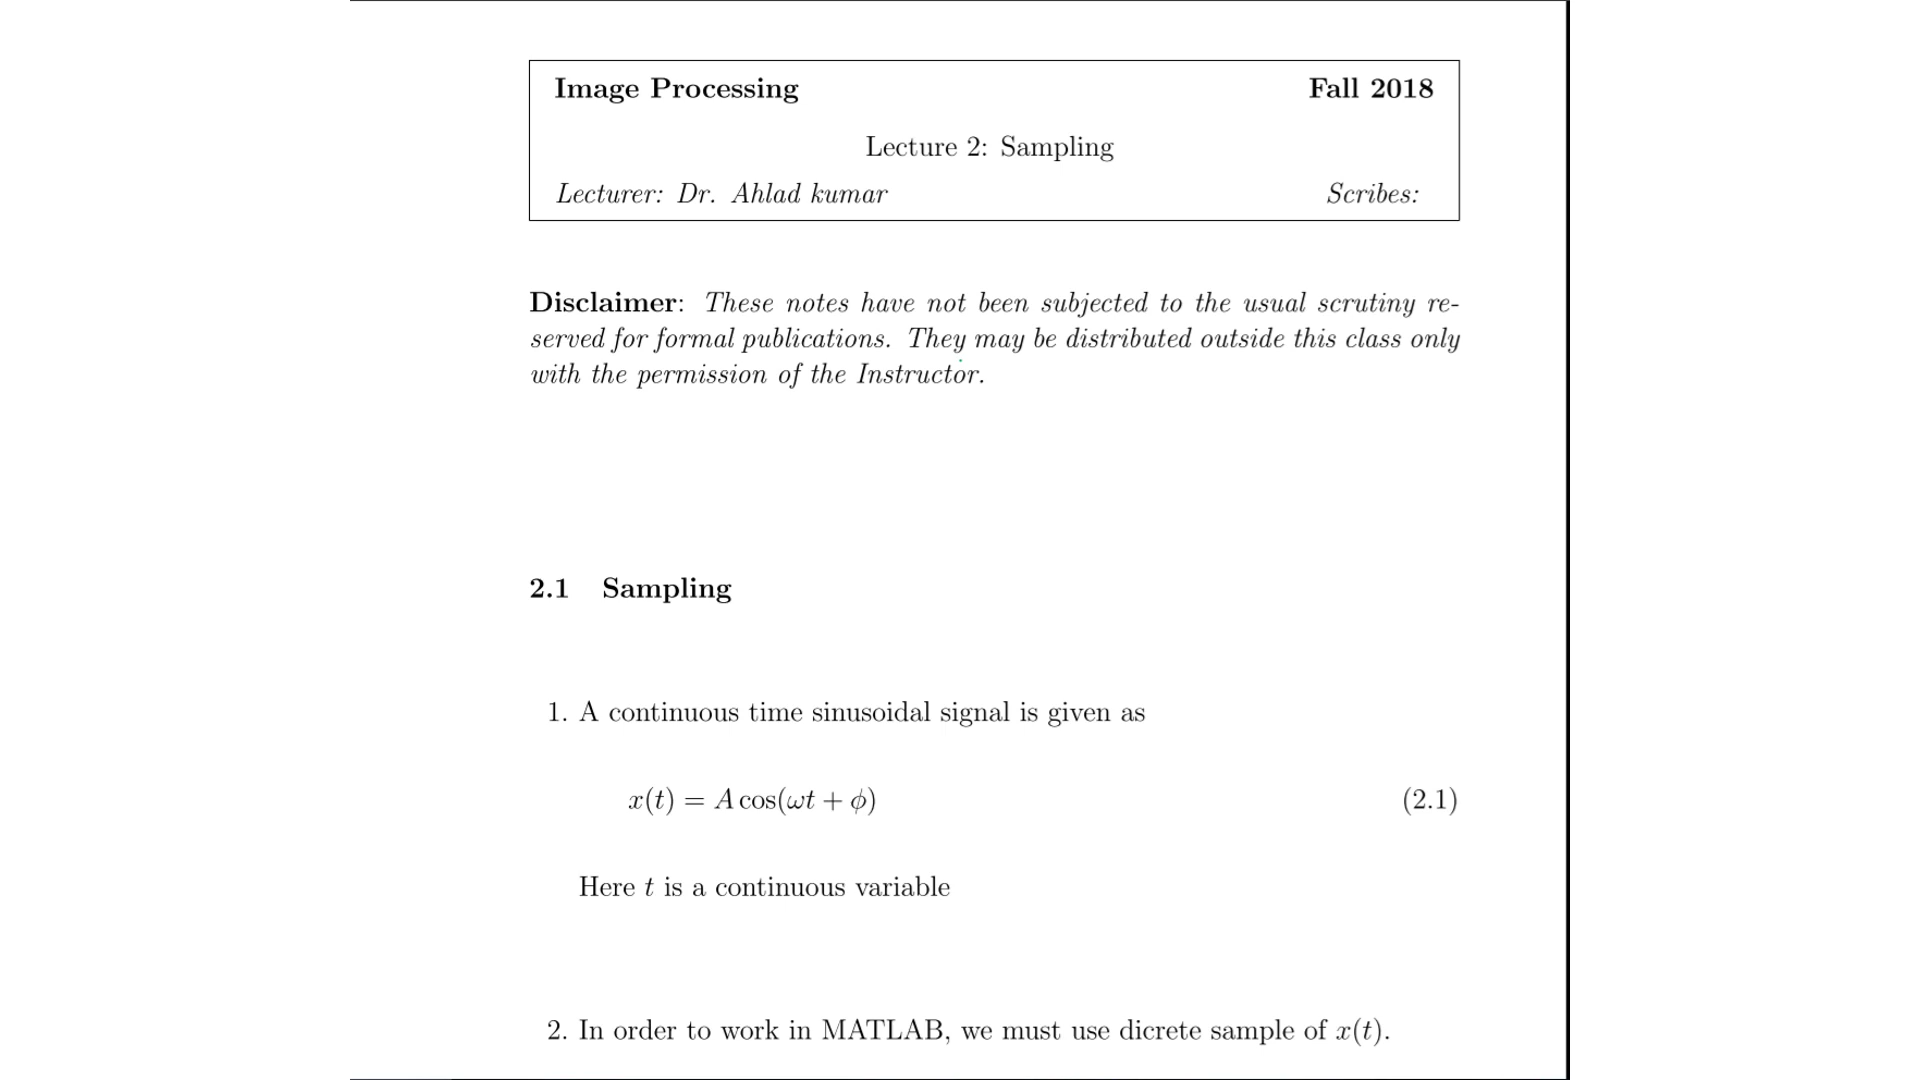 Image Processing Fall 2018
Lecture 2: Sampling
Lecturer: Dr. Ahlad kumar Scribes:
Disclaimer: These notes have not been subjected to the usual scrutiny re-
served for formal publications. They may be distributed outside this class only
with the permission of the Instructor.
2.1 Sampling
1. A continuous time sinusoidal signal is given as
x(t) = A cos(ωt + ϕ) (2.1)
Here t is a continuous variable
2. In order to work in MATLAB, we must use dicrete sample of x(t).